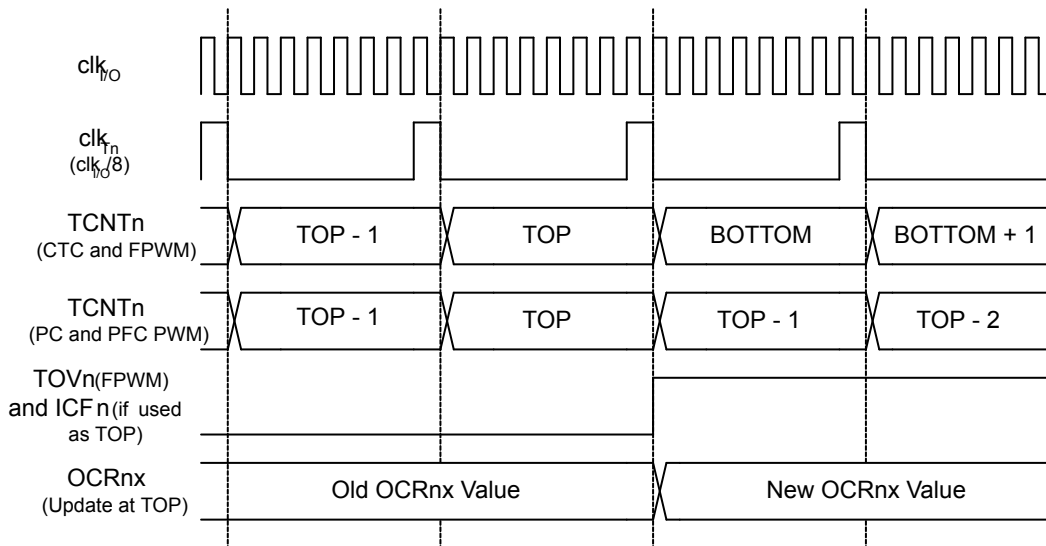 clkI/O
clkTn
(clkI/O/8)
TCNTn
(CTC and FPWM)
TOP - 1
TOP
BOTTOM
BOTTOM + 1
TCNTn
(PC and PFC PWM)
TOP - 1
TOP
TOP - 1
TOP - 2
TOVn(FPWM)
and ICFn(if used
as TOP)
OCRnx
(Update at TOP)
Old OCRnx Value
New OCRnx Value